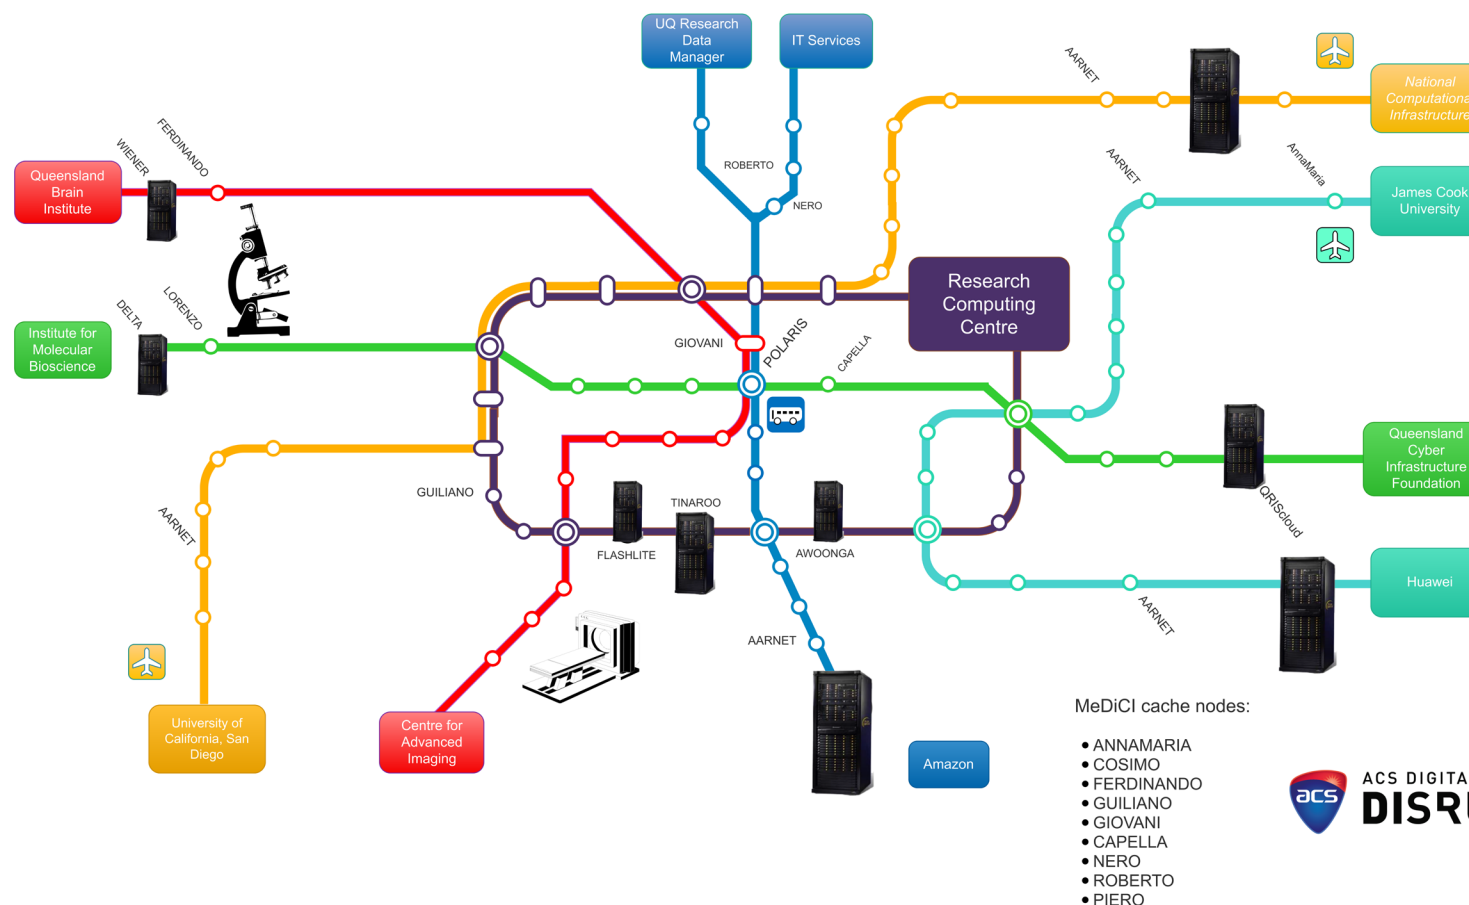 UQ Research
Data
Manager
IT Services
AARNET
National
Computationa
Infrastructure
FERDINANDO
WIENER
ROBERTO
NERO
AARNET
AnnaMaria
Queensland
Brain
Institute
James Cook
University
Research
Computing
Centre
DELTA
LORENZO
Institute for
Molecular
Bioscience
GIOVANI
POLARIS
CAPELLA
Queensland
Cyber
Infrastructure
Foundation
GUILIANO
TINAROO
QRIScloud
AARNET
FLASHLITE
AWOONGA
Huawei
AARNET
AARNET
University of
California, San
Diego
Centre for
Advanced
Imaging
Amazon
MeDiCI cache nodes:
• ANNAMARIA
• COSIMO
• FERDINANDO
• GUILIANO
• GIOVANI
• CAPELLA
• NERO
• ROBERTO
• PIERO
acs
ACS DIGITA
DISR